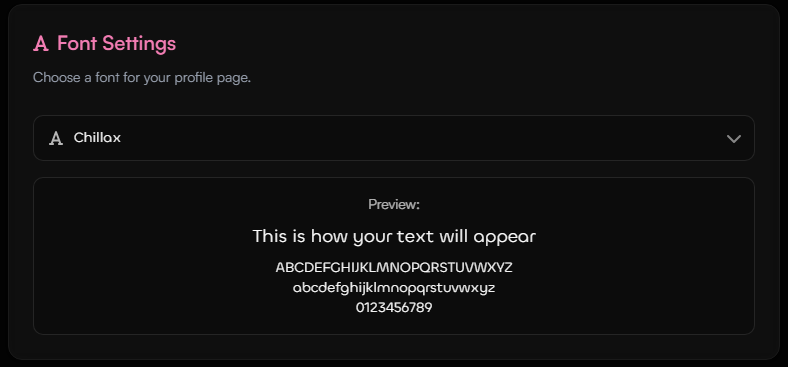 Font Settings
Choose a font for your profile page.
Chillax
Preview:
This is how your text will appear
ABCDEFGHIJKLMNOPQRSTUVWXYZ
abcdefghijklmnopqrstuvwxyz
0123456789